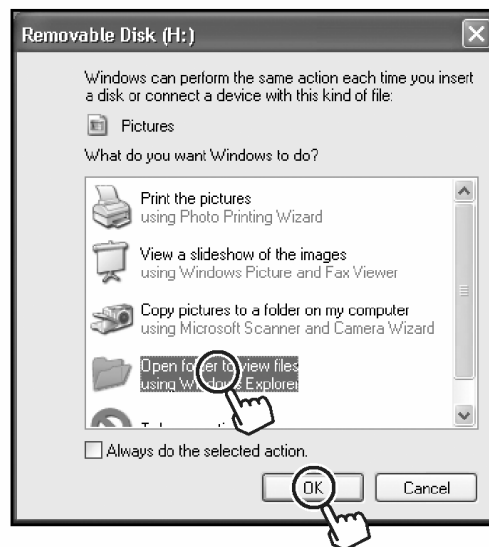 Removable Disk (H:)
Windows can perform the same action each time you insert
a disk or connect a device with this kind of file:
Pictures
What do you want Windows to do?
Print the pictures
using Photo Printing Wizard
View a slideshow of the images
using Windows Picture and Fax Viewer
Copy pictures to a folder on my computer
using Microsoft Scanner and Camera Wizard
Open folder to view files
using Windows Explorer
Always do the selected action.
OK
Cancel